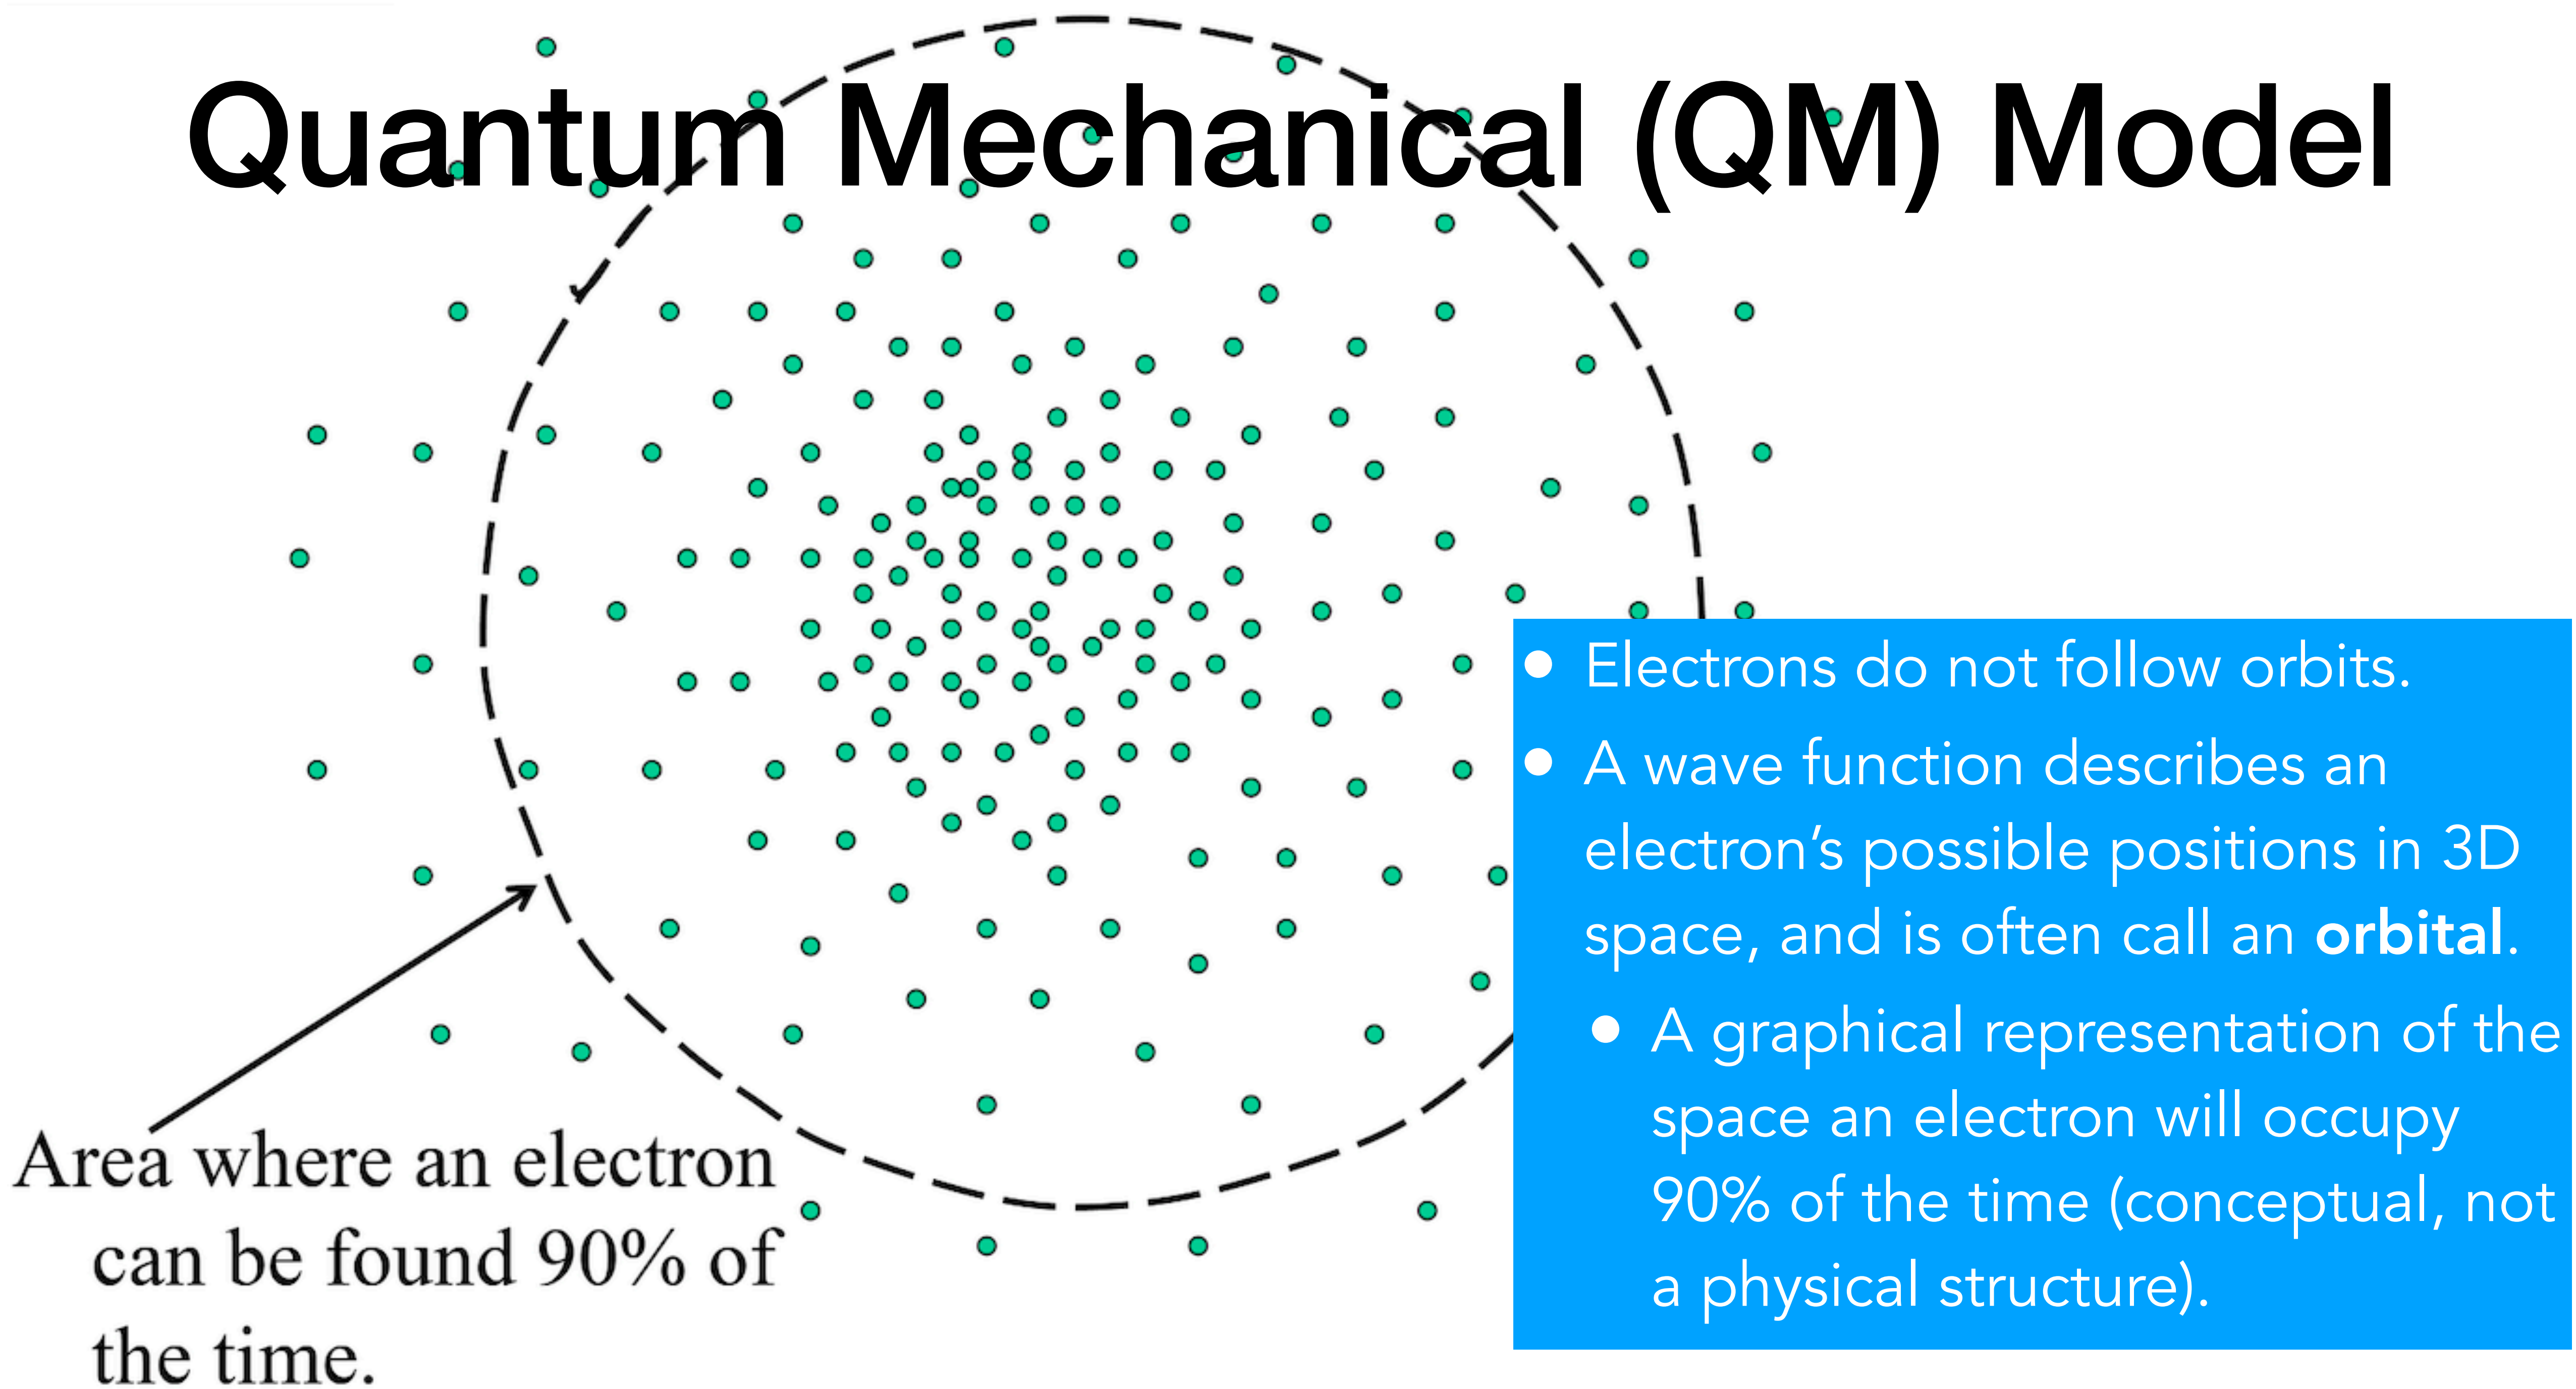 Quantum Mechanical (QM) Model
• Electrons do not follow orbits.
• A wave function describes an
electron’s possible positions in 3D
space, and is often call an orbital.
• A graphical representation of the
space an electron will occupy
90% of the time (conceptual, not
a physical structure).
Area where an electron
can be found 90% of
the time.